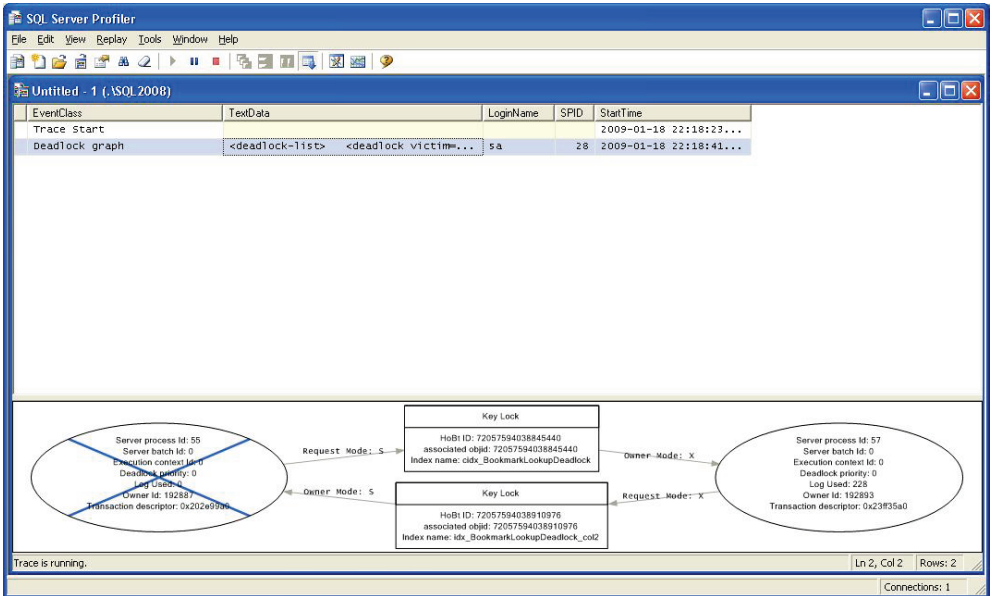 SQL Server Profiler
File Edit View Replay Tools Window Help
Untitled - 1 (.\SQL2008)
EventClass TextData LoginName SPID StartTime
Trace Start 2009-01-18 22:18:23...
Deadlock graph <deadlock-list> <deadlock victim=... sa 28 2009-01-18 22:18:41...
Server process Id: 55
Server batch Id: 0
Execution context Id: 0
Deadlock priority: 0
Log Used: 0
Owner Id: 192887
Transaction descriptor: 0x202e99a0
Request Mode: S
Owner Mode: S
Key Lock
HoBt ID: 72057594038845440
associated objid: 72057594038845440
Index name: cidx_BookmarkLookupDeadlock
Key Lock
HoBt ID: 72057594038910976
associated objid: 72057594038910976
Index name: idx_BookmarkLookupDeadlock_col2
Owner Mode: X
Request Mode: X
Server process Id: 57
Server batch Id: 0
Execution context Id: 0
Deadlock priority: 0
Log Used: 228
Owner Id: 192893
Transaction descriptor: 0x23ff35a0
Trace is running.
Ln 2, Col 2 Rows: 2
Connections: 1